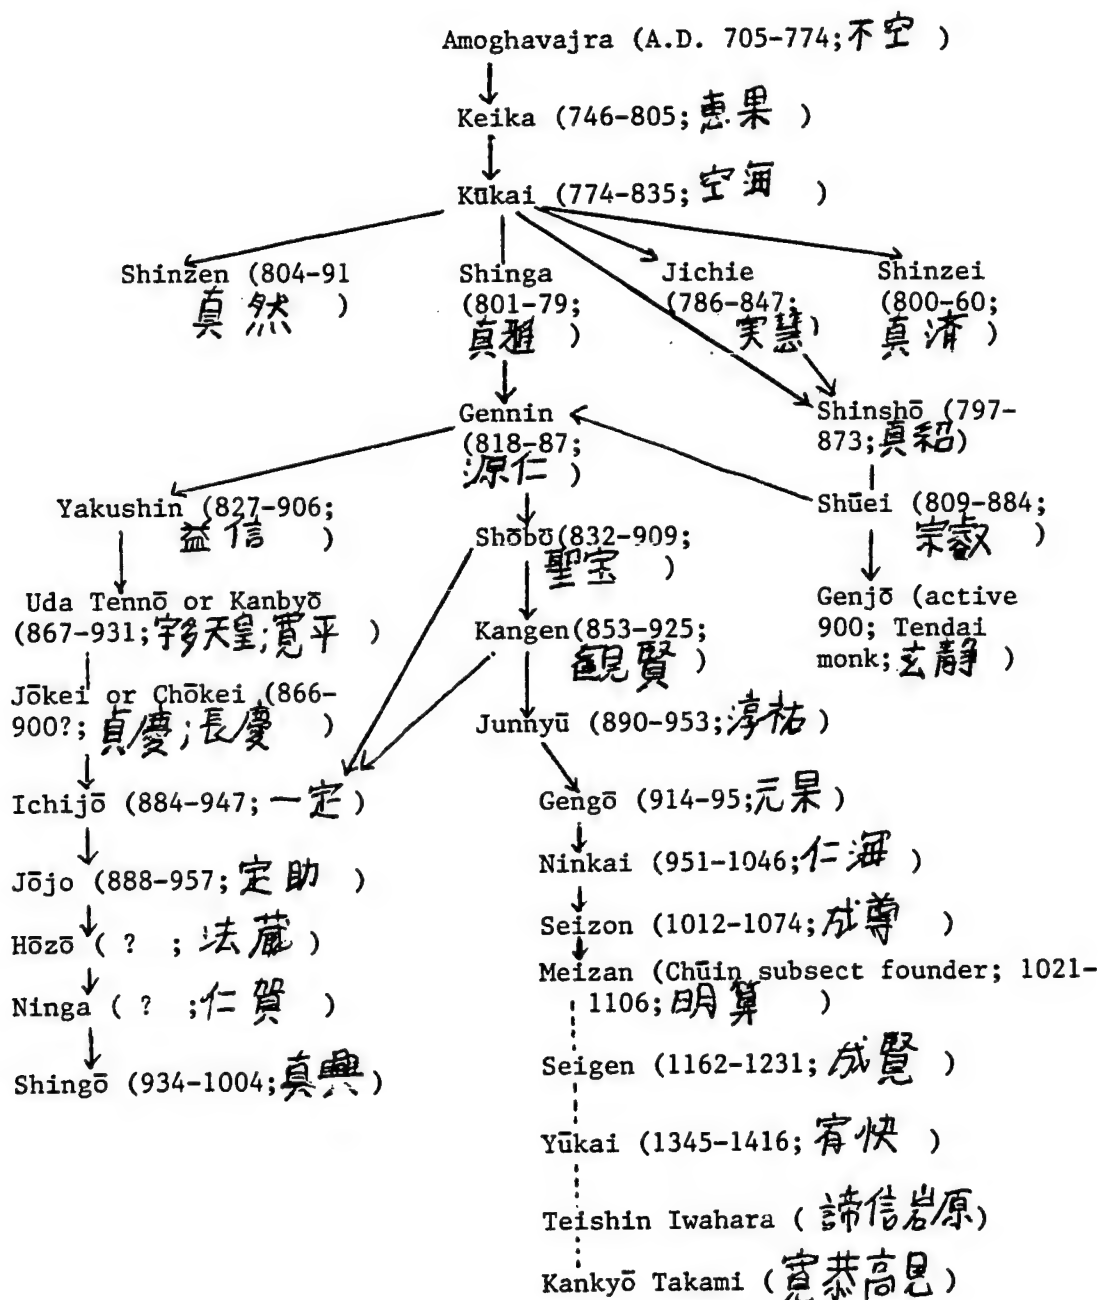 Amoghavajra (A.D. 705-774;不空 )
Keika (746-805;恵果 )
Kūkai (774-835;空海 )
Shinzen (804-91
真然 )
Shinga
(801-79;
真雅 )
Jichie
(786-847;
実慧)
Shinzei
(800-60;
真済 )
Gennin
(818-87;
源仁 )
Shinshō (797-
873;真紹)
Yakushin (827-906;
益信 )
Shōbō(832-909;
聖宝 )
Shūei (809-884;
宗叡 )
Uda Tennō or Kanbyō
(867-931;宇多天皇;寛平 )
Kangen(853-925;
観賢 )
Genjō (active
900; Tendai
monk;玄静 )
Jōkei or Chōkei (866-
900?;貞慶;長慶 )
Junnyū (890-953;淳祐)
Ichijō (884-947;一定)
Jōjo (888-957;定助 )
Hōzō ( ? ;法蔵 )
Ninga ( ? ;仁賀 )
Shingō (934-1004;真興)
Gengō (914-95;元杲)
Ninkai (951-1046;仁海 )
Seizon (1012-1074;成尊 )
Meizan (Chūin subsect founder; 1021-
1106;明算 )
Seigen (1162-1231;成賢 )
Yūkai (1345-1416;宥快 )
Teishin Iwahara (諦信岩原)
Kankyō Takami (寛恭高見)